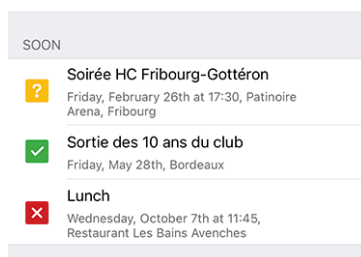 SOON
Soirée HC Fribourg-Gottéron
Friday, February 26th at 17:30, Patinoire
Arena, Fribourg
Sortie des 10 ans du club
Friday, May 28th, Bordeaux
Lunch
Wednesday, October 7th at 11:45,
Restaurant Les Bains Avenches